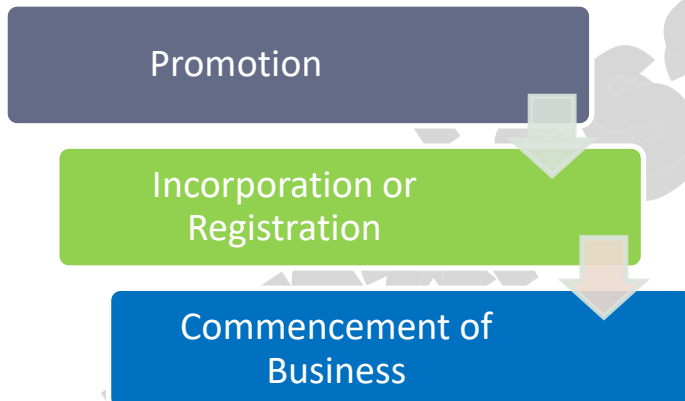 Promotion
Incorporation or
Registration
Commencement of
Business